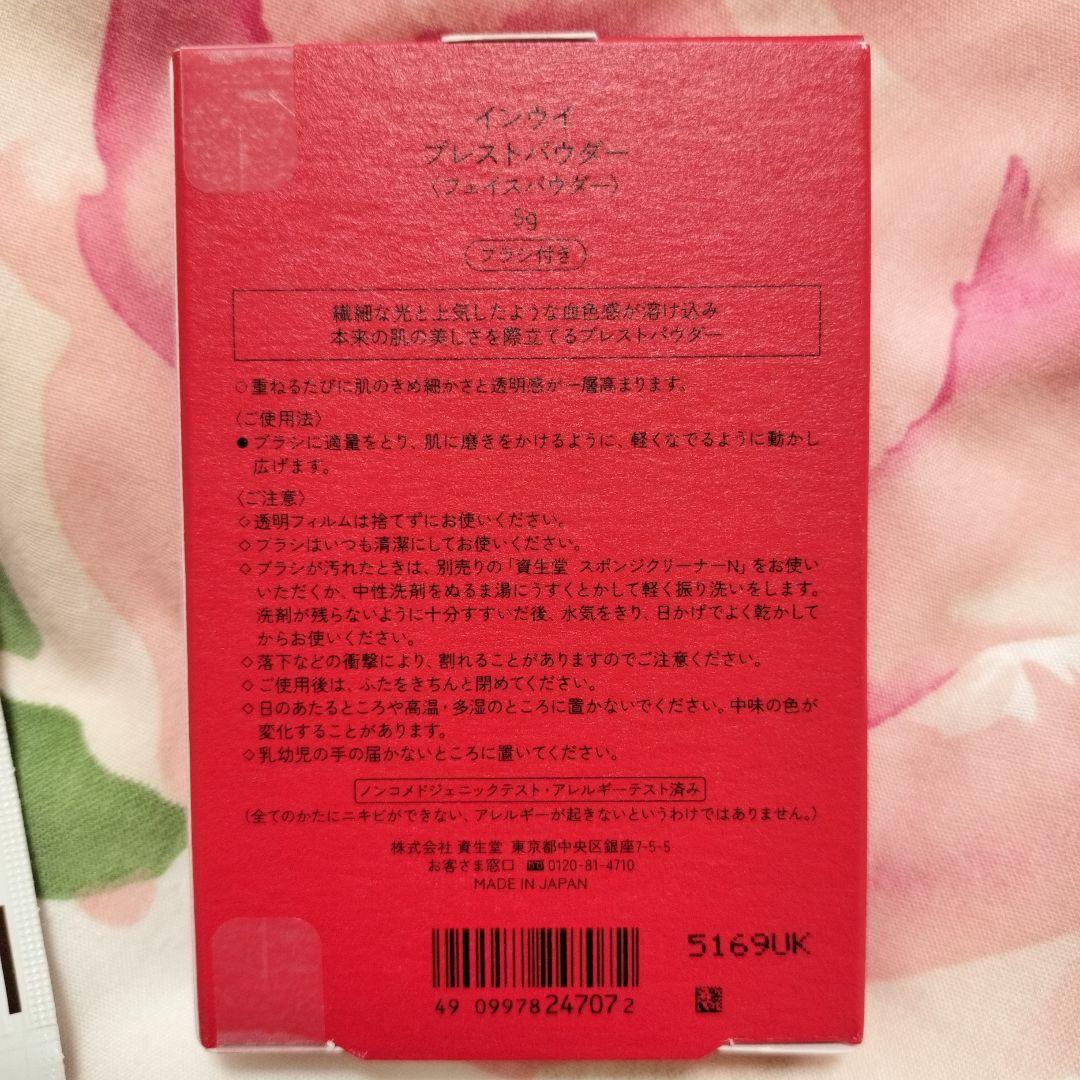 インウイ
プレストパウダー
〈フェイスパウダー〉
5g
ブラシ付き
繊細な光と上気したような血色感が溶け込み
本来の肌の美しさを際立てるプレストパウダー
◇重ねるたびに肌のきめ細かさと透明感が一層高まります。
〈ご使用法〉
●ブラシに適量をとり、肌に磨きをかけるように、軽くなでるように動かし
広げます。
〈ご注意〉
◇透明フィルムは捨てずにお使いください。
◇ブラシはいつも清潔にしてお使いください。
◇ブラシが汚れたときは、別売りの「資生堂 スポンジクリーナーN」をお使い
いただくか、中性洗剤をぬるま湯にうすくとかして軽く振り洗いをします。
洗剤が残らないように十分すすいだ後、水気をきり、日かげでよく乾かして
からお使いください。
◇落下などの衝撃により、割れることがありますのでご注意ください。
◇ご使用後は、ふたをきちんと閉めてください。
◇日のあたるところや高温・多湿のところに置かないでください。中味の色が
変化することがあります。
◇乳幼児の手の届かないところに置いてください。
ノンコメドジェニックテスト・アレルギーテスト済み
（全てのかたにニキビができない、アレルギーが起きないというわけではありません。）
株式会社 資生堂 東京都中央区銀座7-5-5
お客さま窓口 0120-81-4710
MADE IN JAPAN
5169UK
49 09978 24707 2